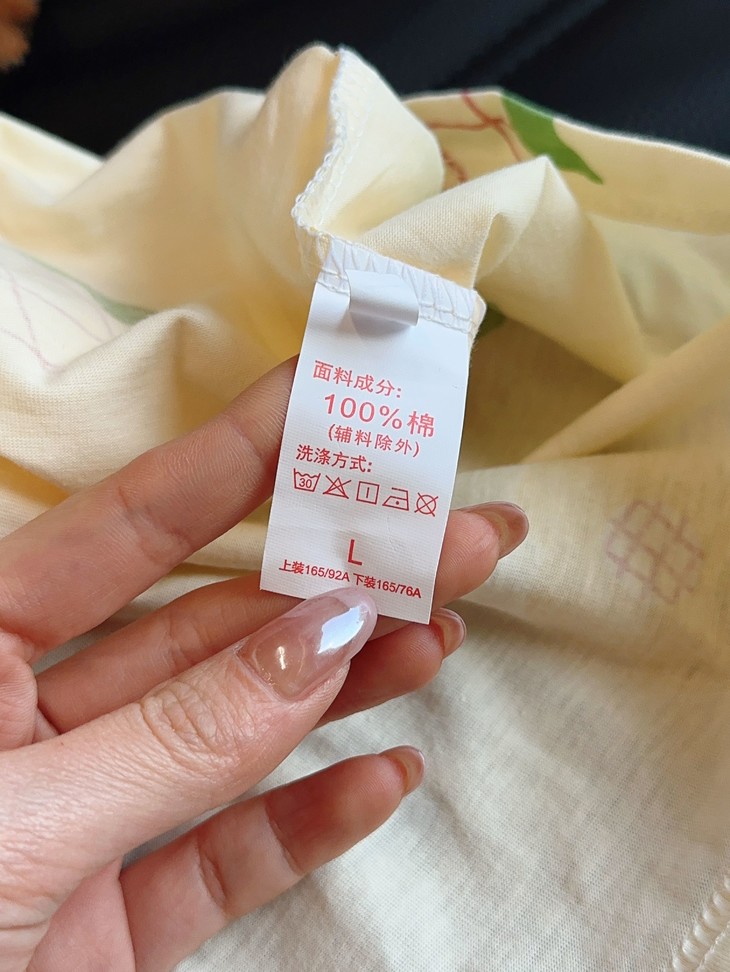 面料成分:
100%棉
(辅料除外)
洗涤方式:
30
L
上装165/92A 下装165/76A